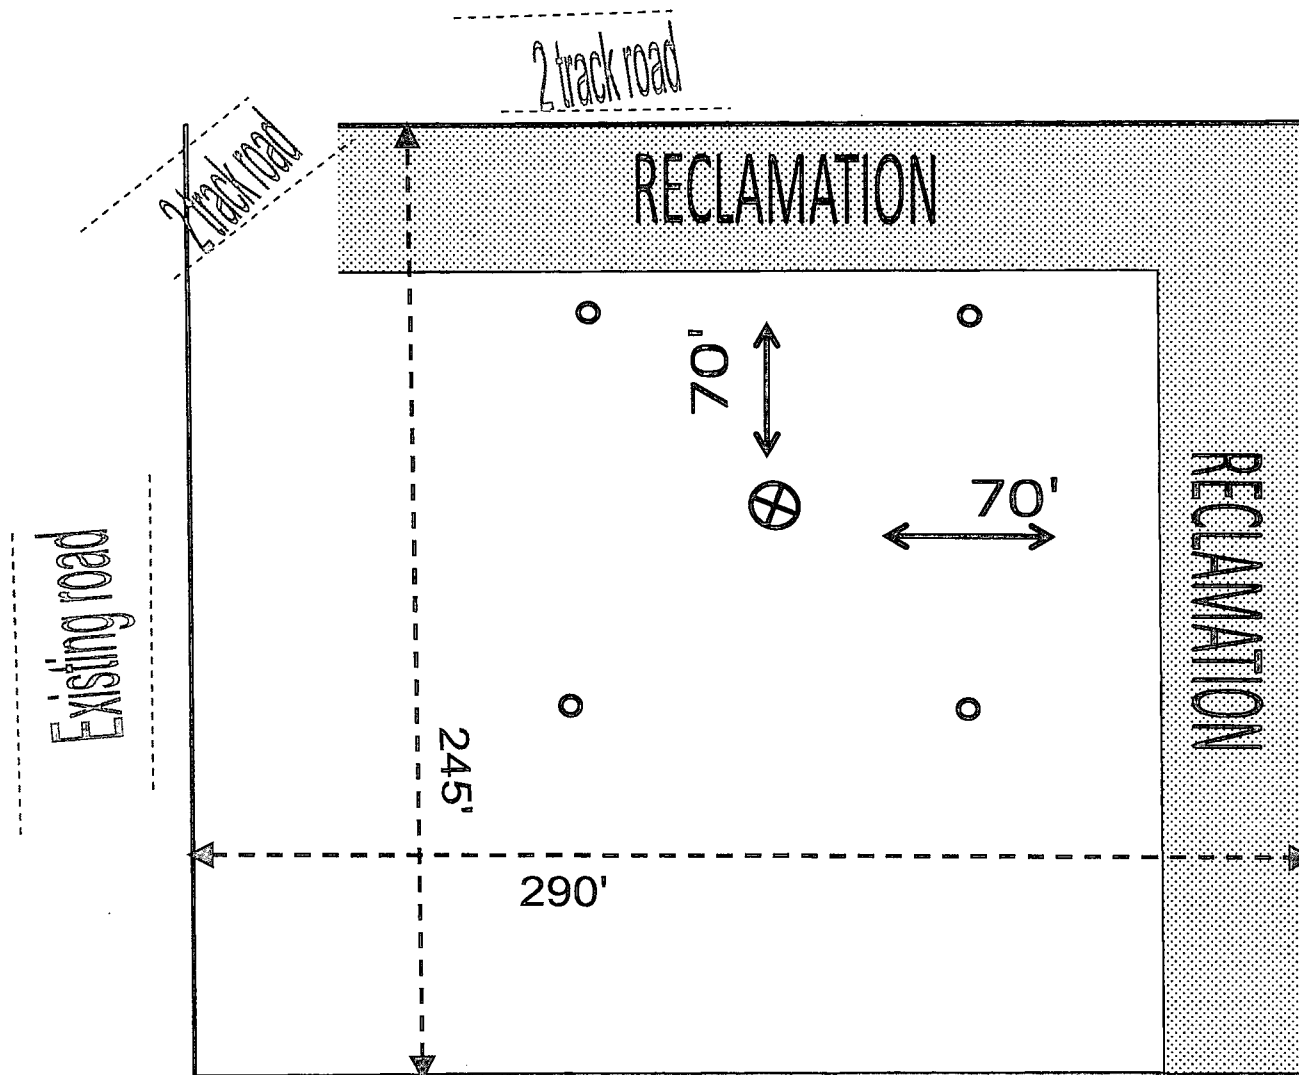 2 track road
2 track road
RECLAMATION
70'
70'
RECLAMATION
Existing road
245'
290'